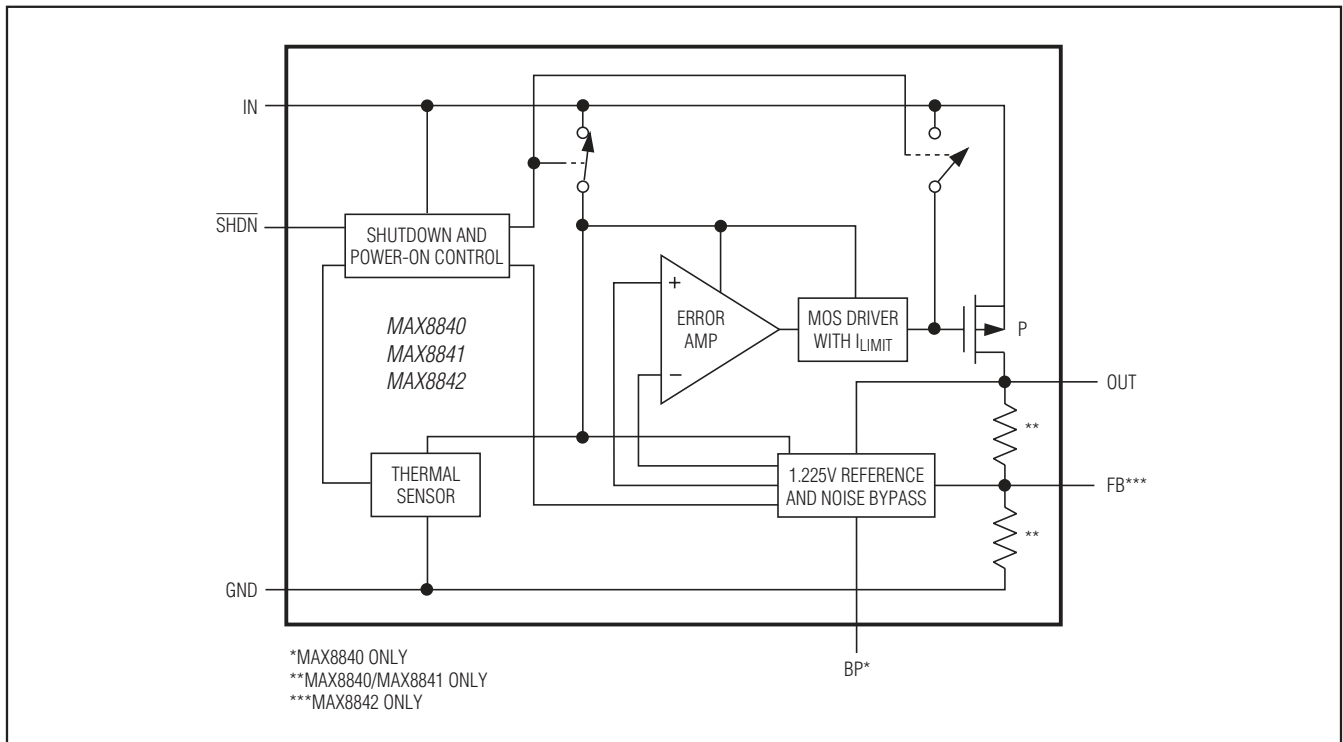 IN
SHDN
SHUTDOWN AND
POWER-ON CONTROL
MAX8840
MAX8841
MAX8842
ERROR
AMP
+
−
MOS DRIVER
WITH ILIMIT
P
OUT
**
THERMAL
SENSOR
1.225V REFERENCE
AND NOISE BYPASS
FB***
**
GND
BP*
*MAX8840 ONLY
**MAX8840/MAX8841 ONLY
***MAX8842 ONLY